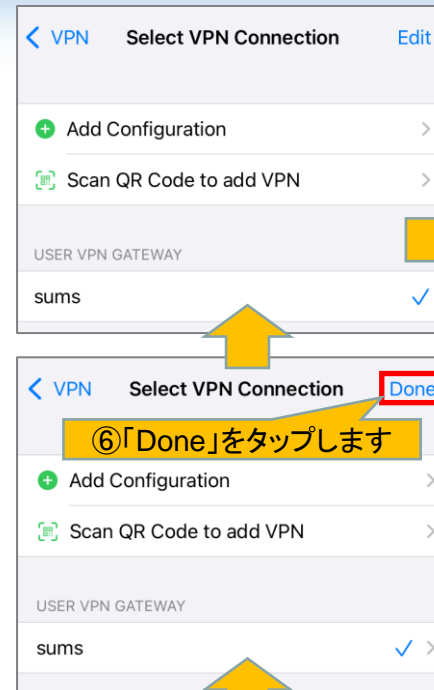 VPN Select VPN Connection Edit
Add Configuration
Scan QR Code to add VPN
USER VPN GATEWAY
sums
VPN Select VPN Connection Done
⑥「Done」をタップします
Add Configuration
Scan QR Code to add VPN
USER VPN GATEWAY
sums